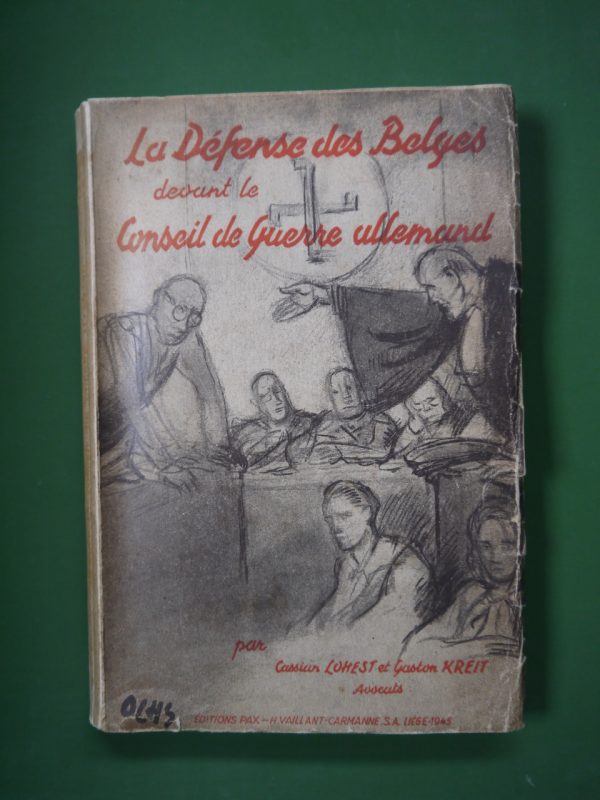 La Défense des Belges
devant le
Conseil de Guerre allemand
par
Cassian LOHEST et Gaston KREIT
Avocats
OLHS
EDITIONS PAX - H. VAILLANT-CARMANNE, S.A. LIÈGE-1945